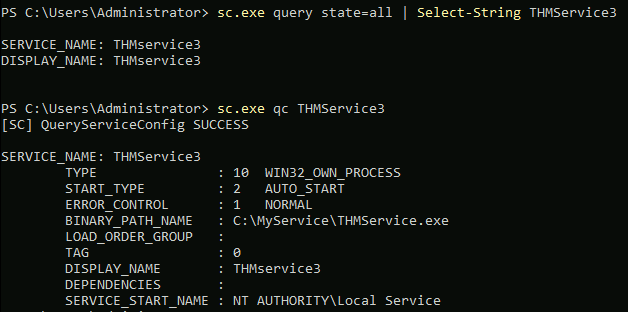 PS C:\Users\Administrator> sc.exe query state=all | Select-String THMService3
SERVICE_NAME: THMservice3
DISPLAY_NAME: THMservice3
PS C:\Users\Administrator> sc.exe qc THMService3
[SC] QueryServiceConfig SUCCESS
SERVICE_NAME: THMService3
        TYPE               : 10  WIN32_OWN_PROCESS
        START_TYPE         : 2   AUTO_START
        ERROR_CONTROL      : 1   NORMAL
        BINARY_PATH_NAME   : C:\MyService\THMService.exe
        LOAD_ORDER_GROUP   :
        TAG                : 0
        DISPLAY_NAME       : THMservice3
        DEPENDENCIES       :
        SERVICE_START_NAME : NT AUTHORITY\Local Service